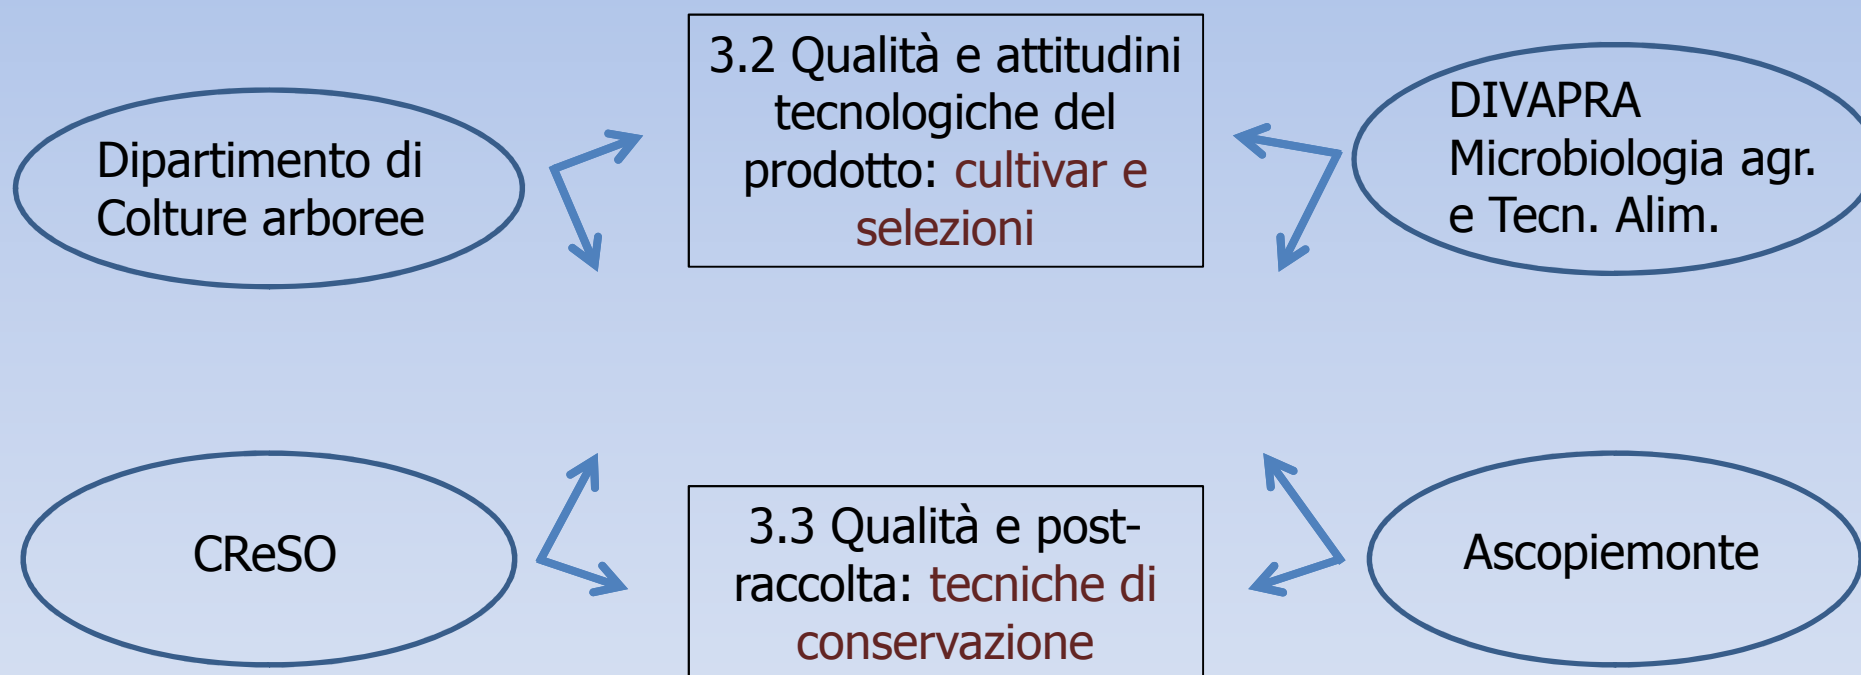 3.2 Qualità e attitudini
tecnologiche del
prodotto: cultivar e
selezioni
Dipartimento di
Colture arboree
DIVAPRA
Microbiologia agr.
e Tecn. Alim.
CReSO
3.3 Qualità e post-
raccolta: tecniche di
conservazione
Ascopiemonte